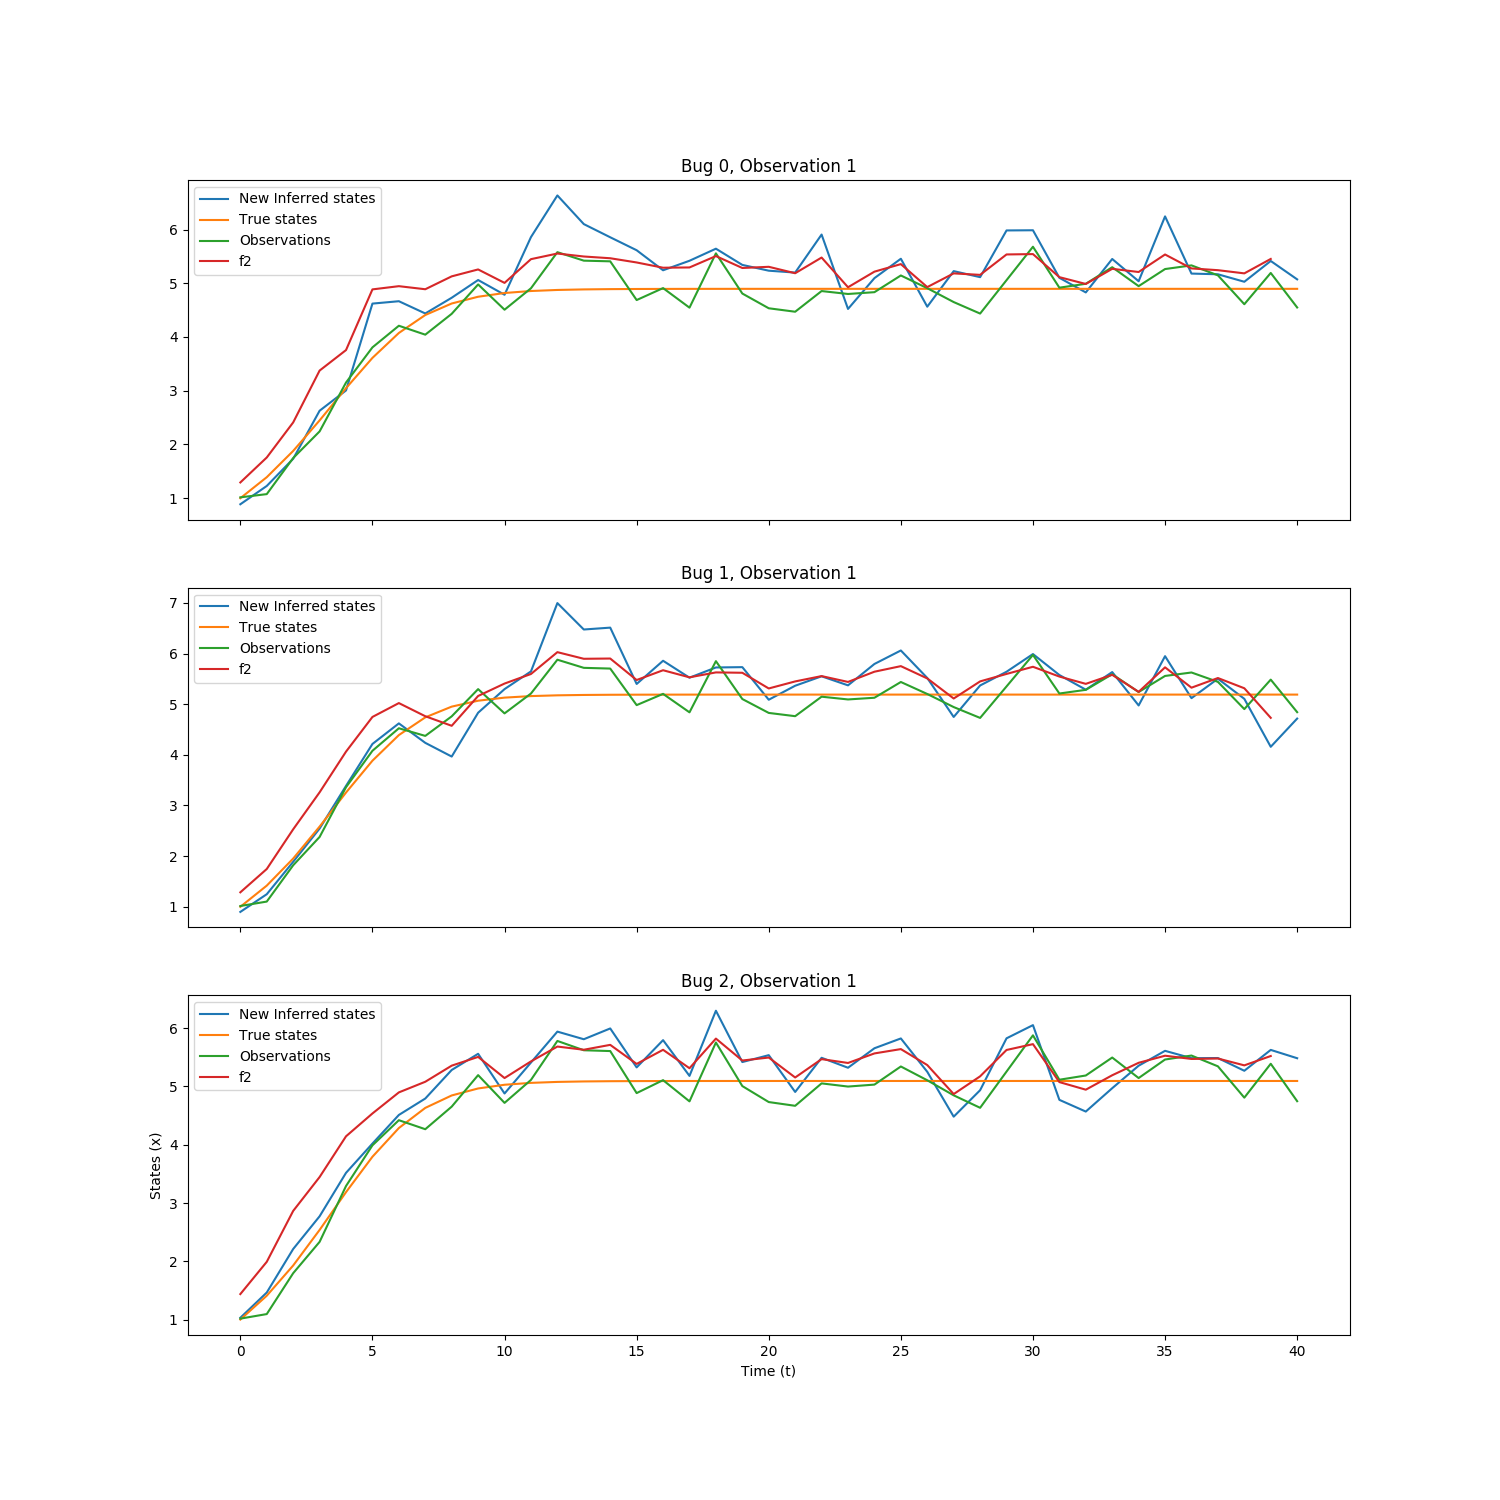 Bug 0, Observation 1
New Inferred states
True states
Observations
f2
6
5
4
3
2
1
Bug 1, Observation 1
New Inferred states
True states
Observations
f2
7
6
5
4
3
2
1
Bug 2, Observation 1
New Inferred states
True states
Observations
f2
6
5
4
3
2
1
States (x)
0 5 10 15 20 25 30 35 40
Time (t)